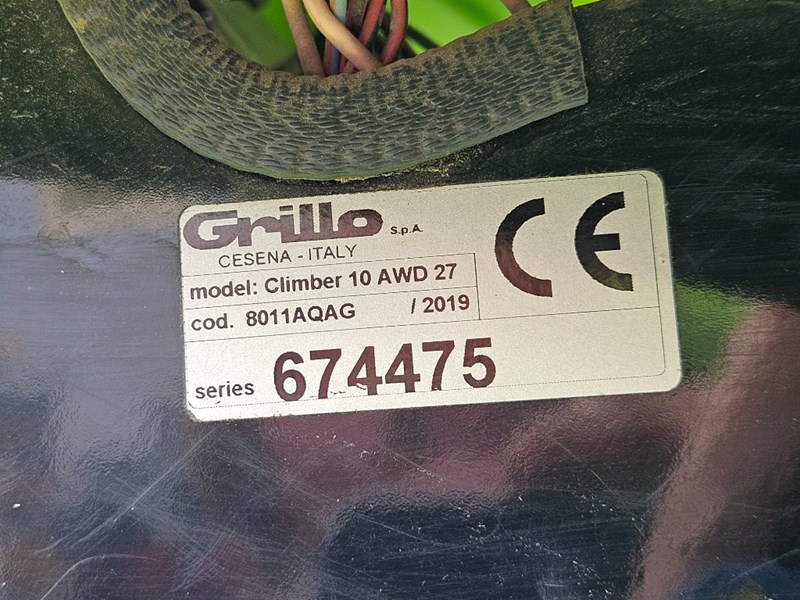 Grillo S.p.A.
CESENA - ITALY
model: Climber 10 AWD 27
cod. 8011AQAG / 2019
series 674475
CE